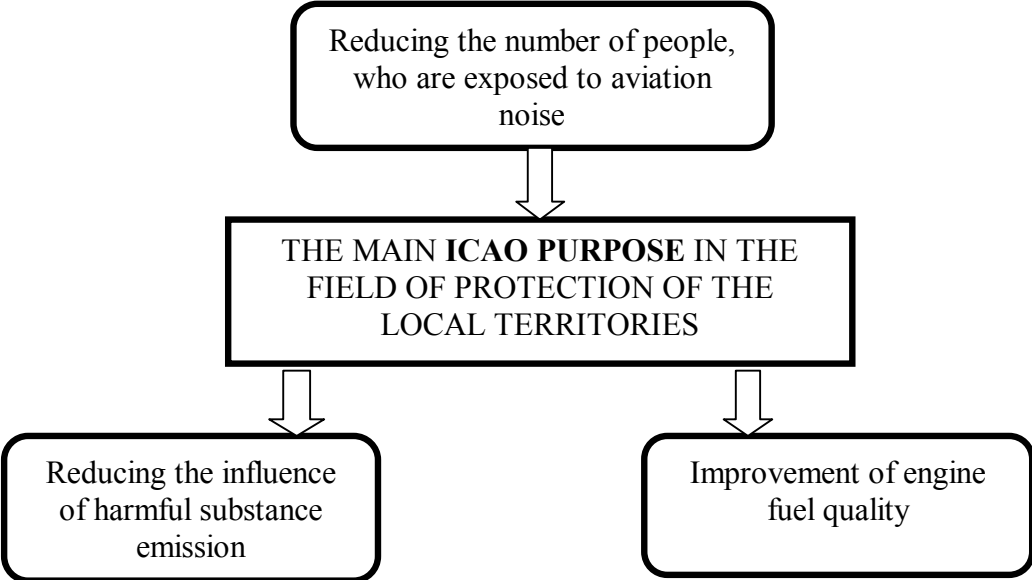 Reducing the number of people,
who are exposed to aviation
noise
THE MAIN ICAO PURPOSE IN THE
FIELD OF PROTECTION OF THE
LOCAL TERRITORIES
Reducing the influence
of harmful substance
emission
Improvement of engine
fuel quality